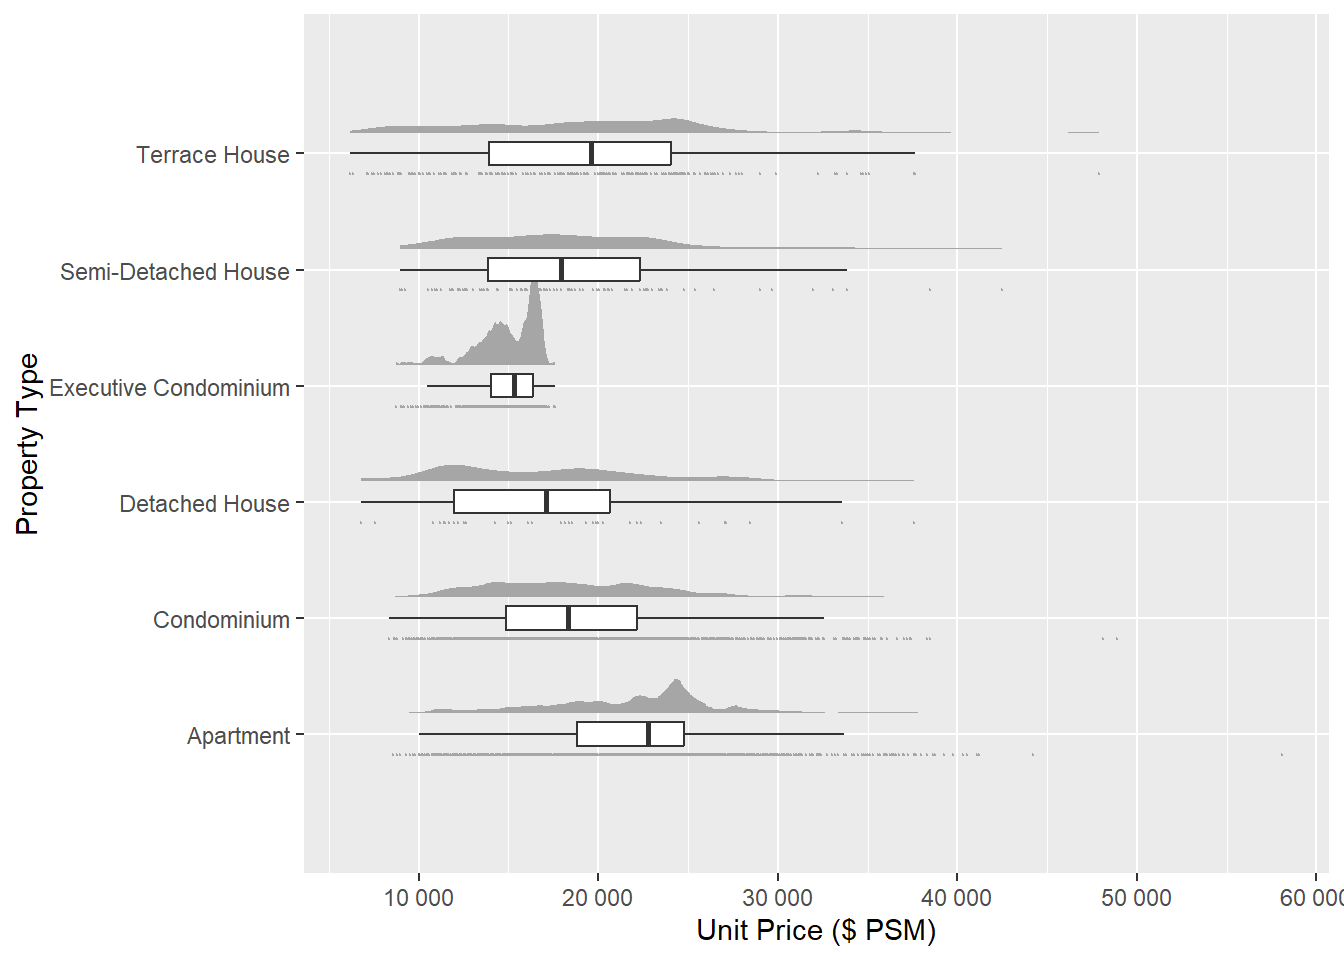 Property Type
Terrace House
Semi-Detached House
Executive Condominium
Detached House
Condominium
Apartment
10 000 20 000 30 000 40 000 50 000 60 000
Unit Price ($ PSM)